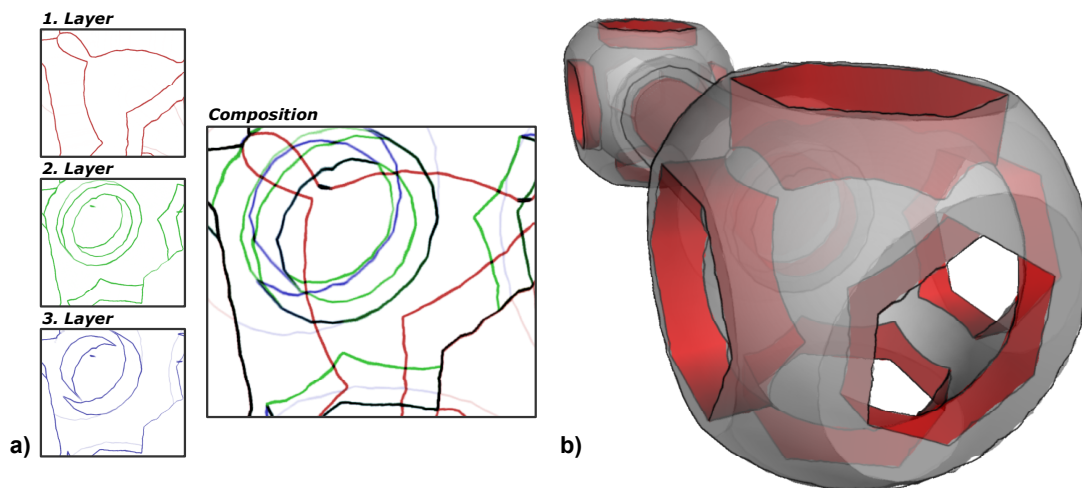 1. Layer
Composition
2. Layer
3. Layer
a)
b)